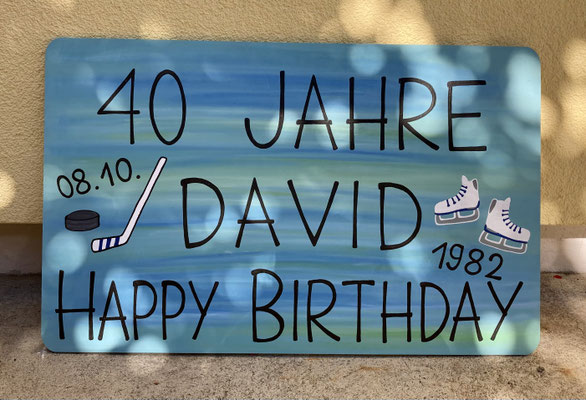 40 JAHRE
08.10.
DAVID
1982
HAPPY BIRTHDAY